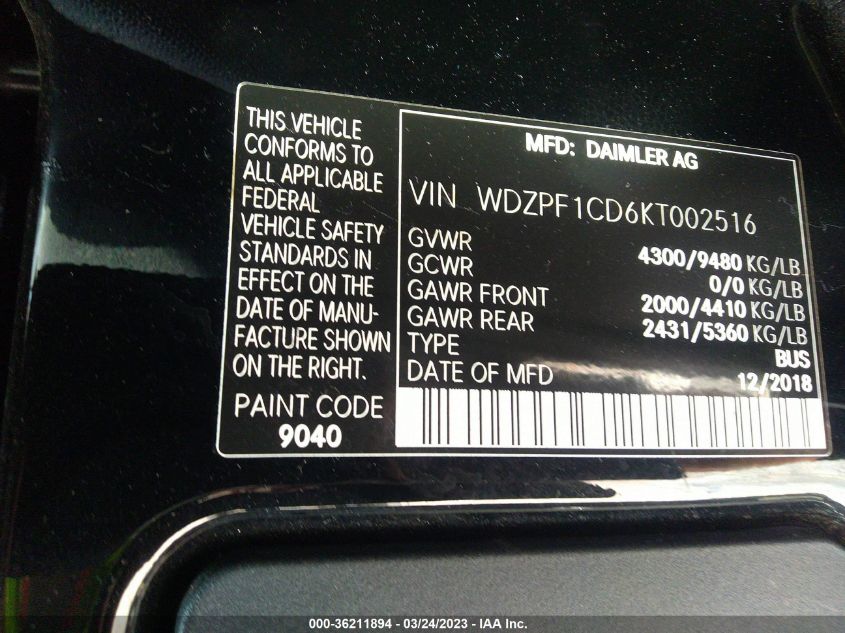 THIS VEHICLE
CONFORMS TO
ALL APPLICABLE
FEDERAL
VEHICLE SAFETY
STANDARDS IN
EFFECT ON THE
DATE OF MANU-
FACTURE SHOWN
ON THE RIGHT.
PAINT CODE
9040
MFD: DAIMLER AG
VIN WDZPF1CD6KT002516
GVWR 4300/9480 KG/LB
GCWR 0/0 KG/LB
GAWR FRONT 2000/4410 KG/LB
GAWR REAR 2431/5360 KG/LB
TYPE BUS
DATE OF MFD 12/2018
000-36211894 - 03/24/2023 - IAA Inc.